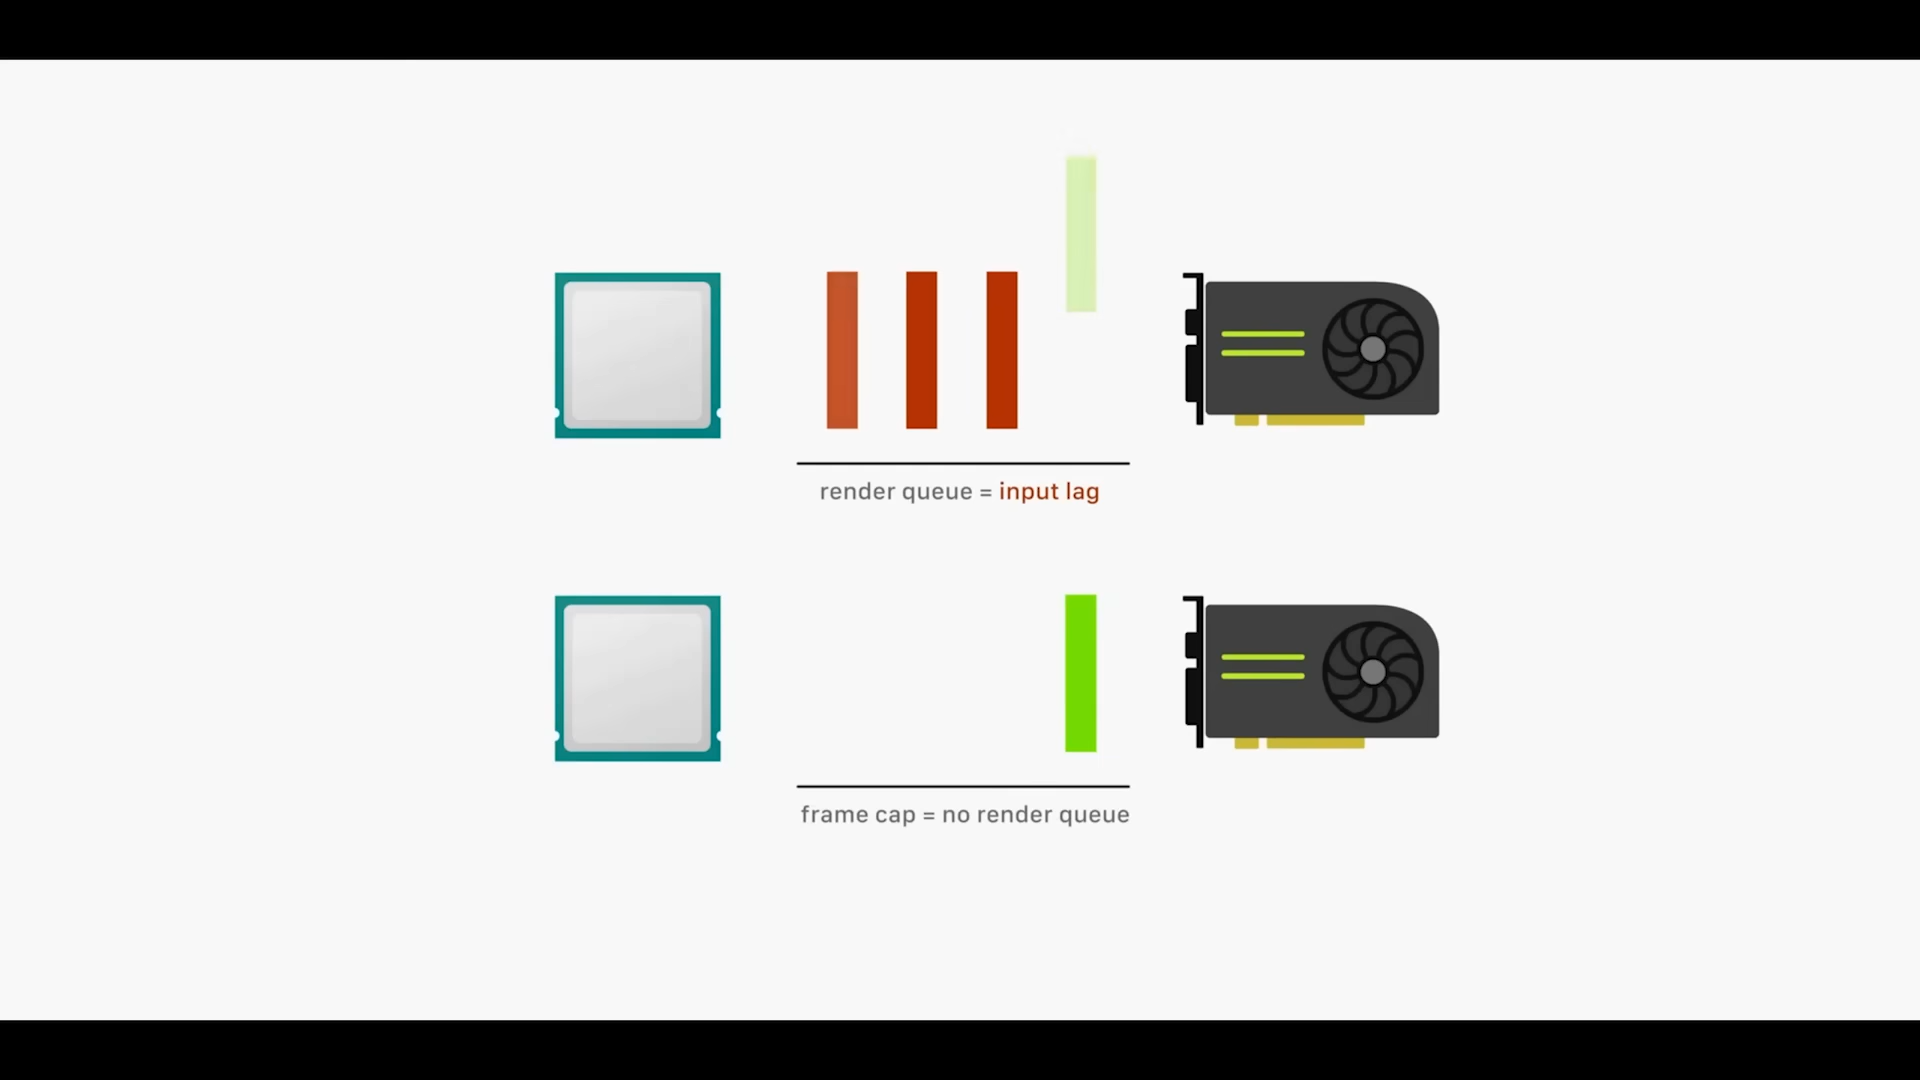 render queue = input lag
frame cap = no render queue